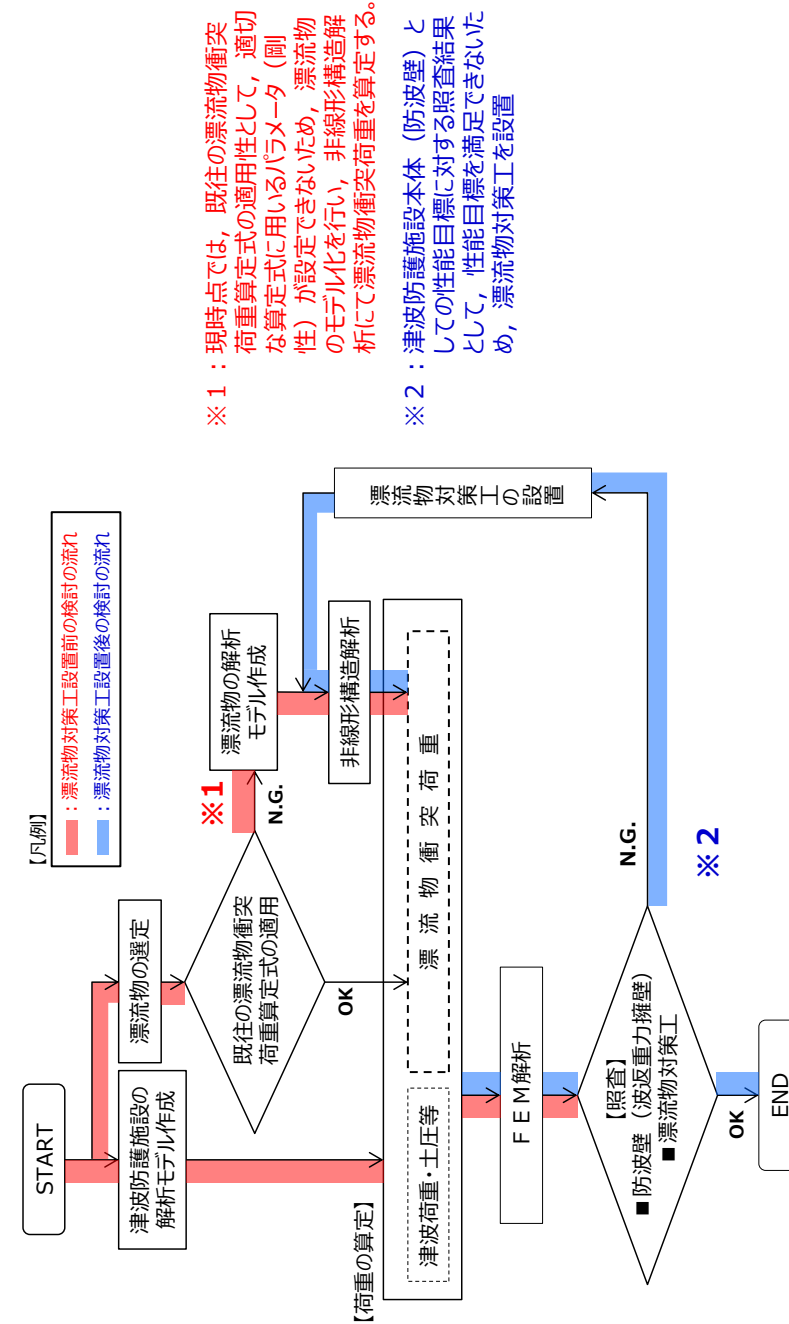 START
津波防護施設の
解析モデル作成
漂流物の選定
既往の漂流物衝突
荷重算定式の適用
※1
N.G.
OK
漂流物の解析
モデル作成
非線形構造解析
【荷重の算定】
津波荷重・土圧等
漂流物衝突荷重
ＦＥＭ解析
【照査】
■防波壁（波返重力擁壁）
■漂流物対策工
N.G.
※2
OK
END
漂流物対策工の設置
【凡例】
：漂流物対策工設置前の検討の流れ
：漂流物対策工設置後の検討の流れ
※1：現時点では，既往の漂流物衝突
荷重算定式の適用性として，適切
な算定式に用いるパラメータ（剛
性）が設定できないため，漂流物
のモデル化を行い，非線形構造解
析にて漂流物衝突荷重を算定する。
※2：津波防護施設本体（防波壁）と
しての性能目標に対する照査結果
として，性能目標を満足できないた
め，漂流物対策工を設置